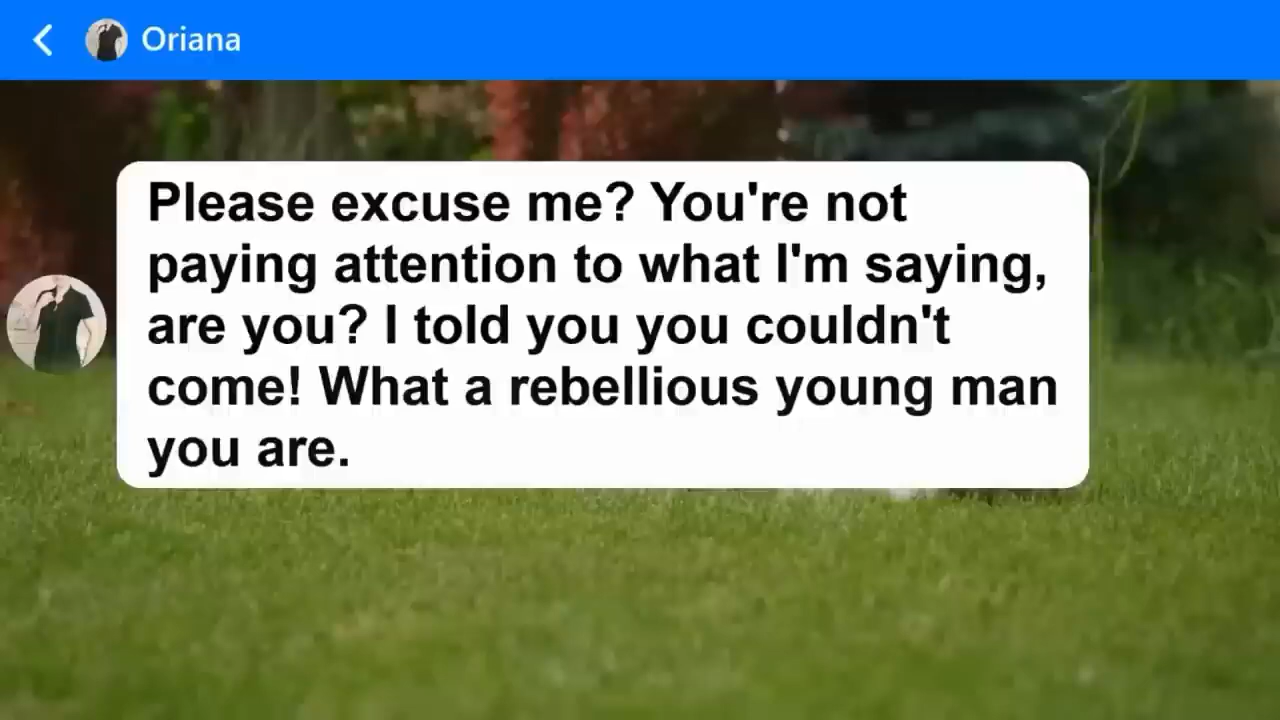 Oriana
Please excuse me? You're not
paying attention to what I'm saying,
are you? I told you you couldn't
come! What a rebellious young man
you are.